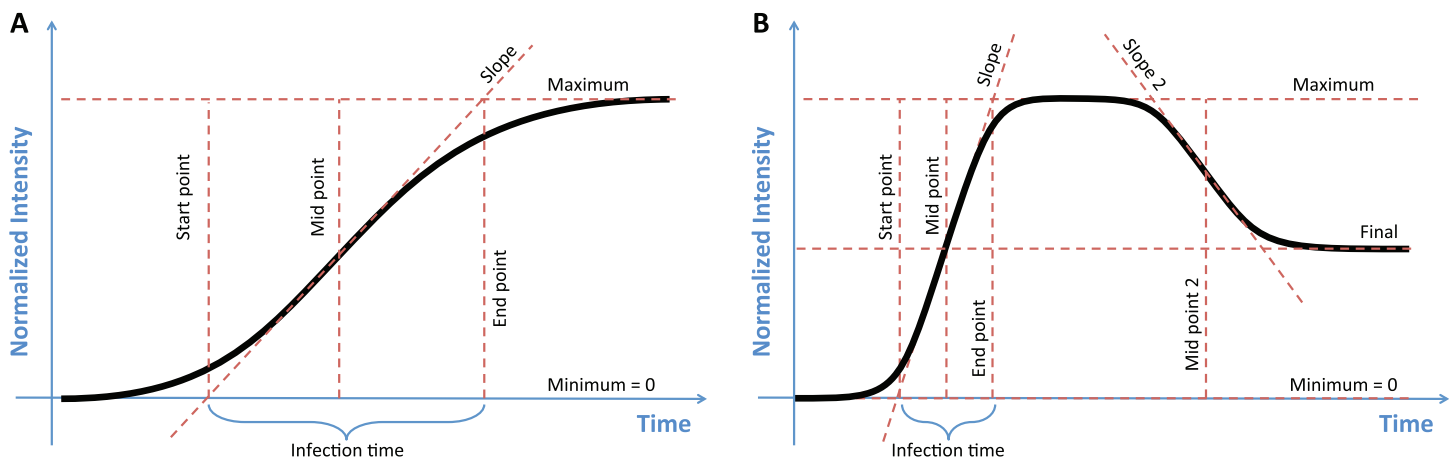 A
Normalized Intensity
Start point
Mid point
End point
Slope
Maximum
Minimum = 0
Time
Infection time
B
Normalized Intensity
Start point
Mid point
End point
Slope
Slope 2
Maximum
Final
Mid point 2
Minimum = 0
Time
Infection time